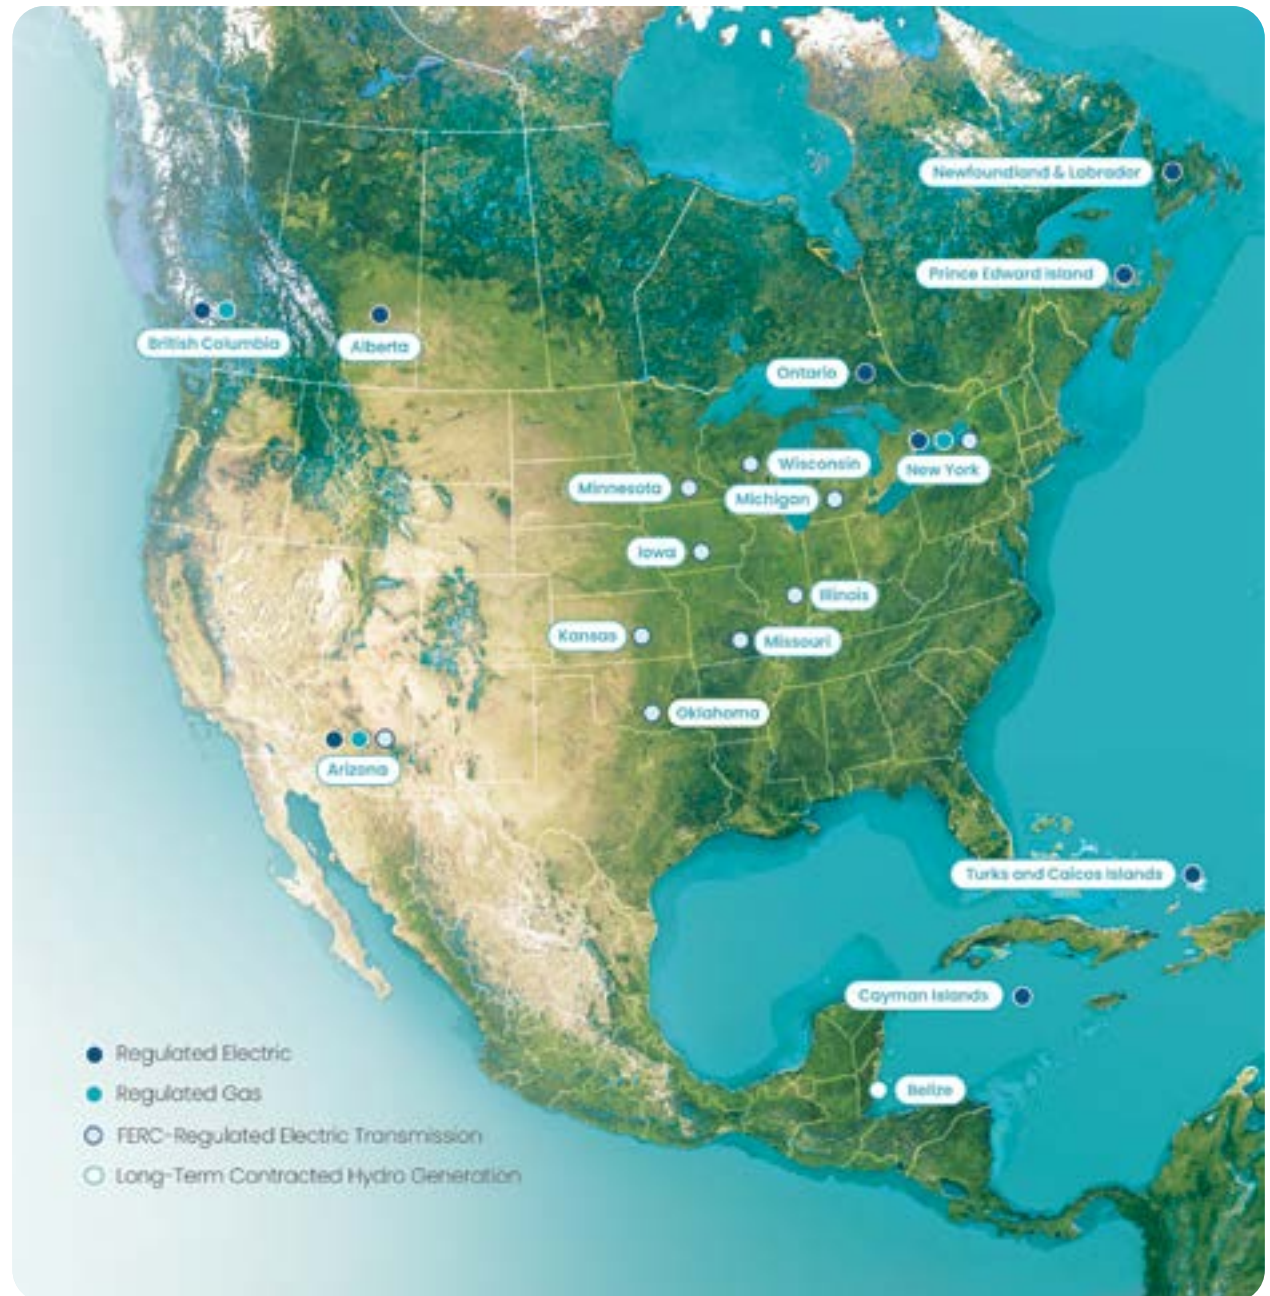 Newfoundland & Labrador
Prince Edward Island
British Columbia
Alberta
Ontario
Wisconsin
New York
Minnesota
Michigan
Iowa
Illinois
Kansas
Missouri
Oklahoma
Arizona
Turks and Caicos Islands
Cayman Islands
Belize
Regulated Electric
Regulated Gas
FERC-Regulated Electric Transmission
Long-Term Contracted Hydro Generation